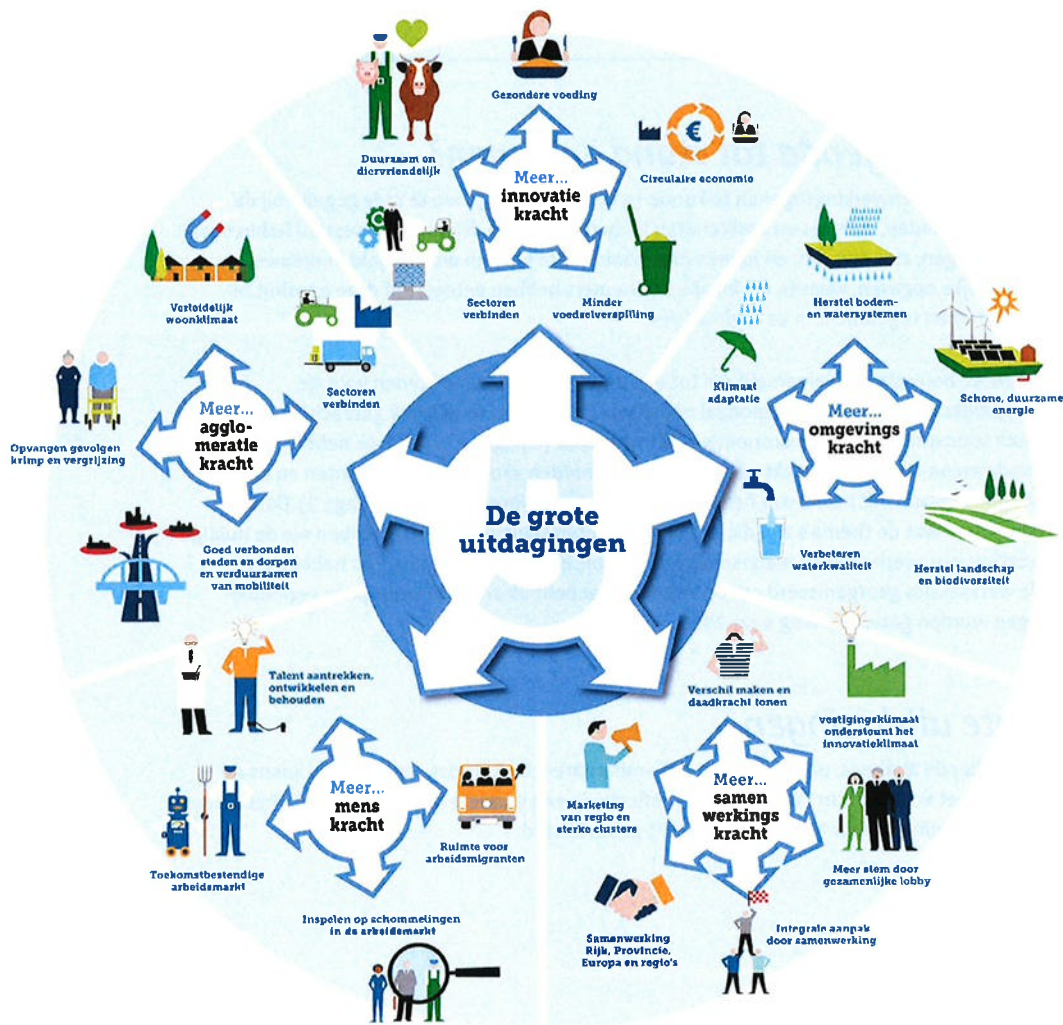 Gezondere voeding
Duurzaam en
diervriendelijk
Meer...
innovatie
kracht
Circulaire economie
Sectoren
verbinden
Minder
voedselverspilling
Verleidelijk
woonklimaat
Sectoren
verbinden
Opvangen gevolgen
krimp en vergrijzing
Meer...
agglo-
meratie
kracht
Goed verbonden
steden en dorpen
en verduurzamen
van mobiliteit
Herstel bodem-
en watersystemen
Klimaat
adaptatie
Meer...
omgevings
kracht
Schone, duurzame
energie
Verbeteren
waterkwaliteit
Herstel landschap
en biodiversiteit
5
De grote
uitdagingen
Talent aantrekken,
ontwikkelen en
behouden
Meer...
mens
kracht
Toekomstbestendige
arbeidsmarkt
Ruimte voor
arbeidsmigranten
Inspelen op schommelingen
in de arbeidsmarkt
Verschil maken en
daadkracht tonen
vestigingsklimaat
ondersteunt het
innovatieklimaat
Marketing
van regio en
sterke clusters
Meer...
samen
werkings
kracht
Meer stem door
gezamenlijke lobby
Samenwerking
Rijk, Provincie,
Europa en regio's
Integrale aanpak
door samenwerking